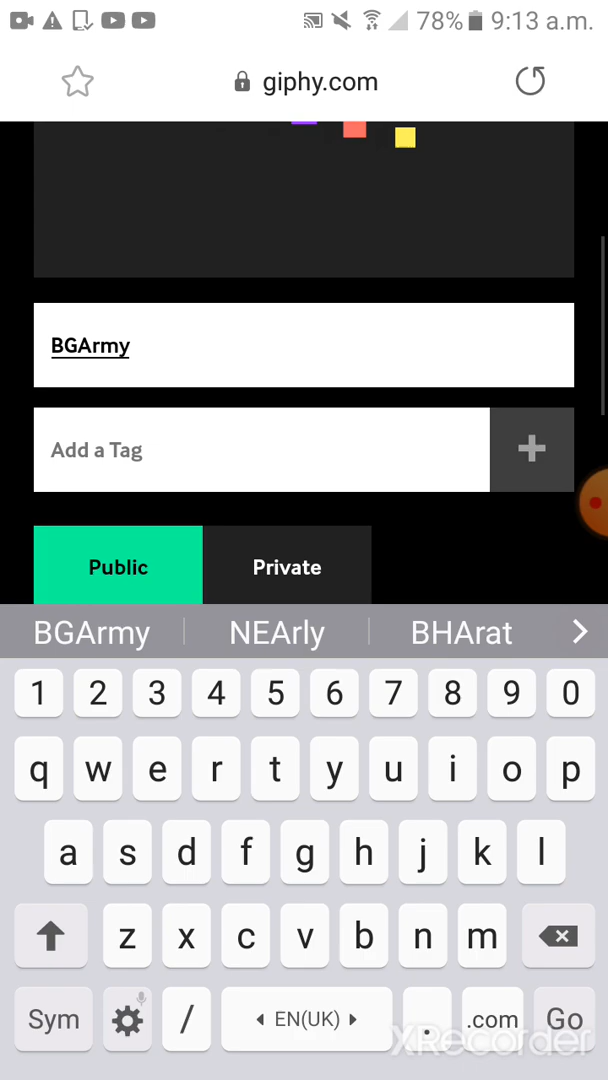 78% 9:13 a.m.
giphy.com
BGArmy
Add a Tag
Public Private
BGArmy NEArly BHArat
1 2 3 4 5 6 7 8 9 0
q w e r t y u i o p
a s d f g h j k l
z x c v b n m
Sym / EN(UK) . .com Go
XRecorder